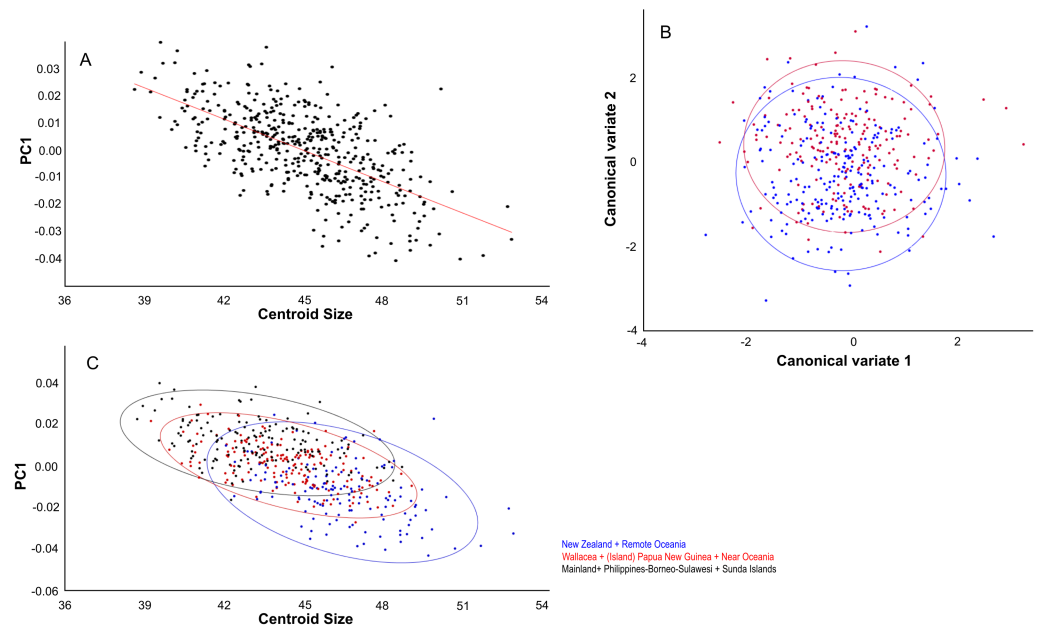 A
0.03
0.02
0.01
0.00
-0.01
-0.02
-0.03
-0.04
PC1
36 39 42 45 48 51 54
Centroid Size
B
2
0
-2
-4
Canonical variate 2
-4 -2 0 2
Canonical variate 1
C
0.04
0.02
0.00
-0.02
-0.04
-0.06
PC1
36 39 42 45 48 51 54
Centroid Size
New Zealand + Remote Oceania
Wallacea + (Island) Papua New Guinea + Near Oceania
Mainland+ Philippines-Borneo-Sulawesi + Sunda Islands